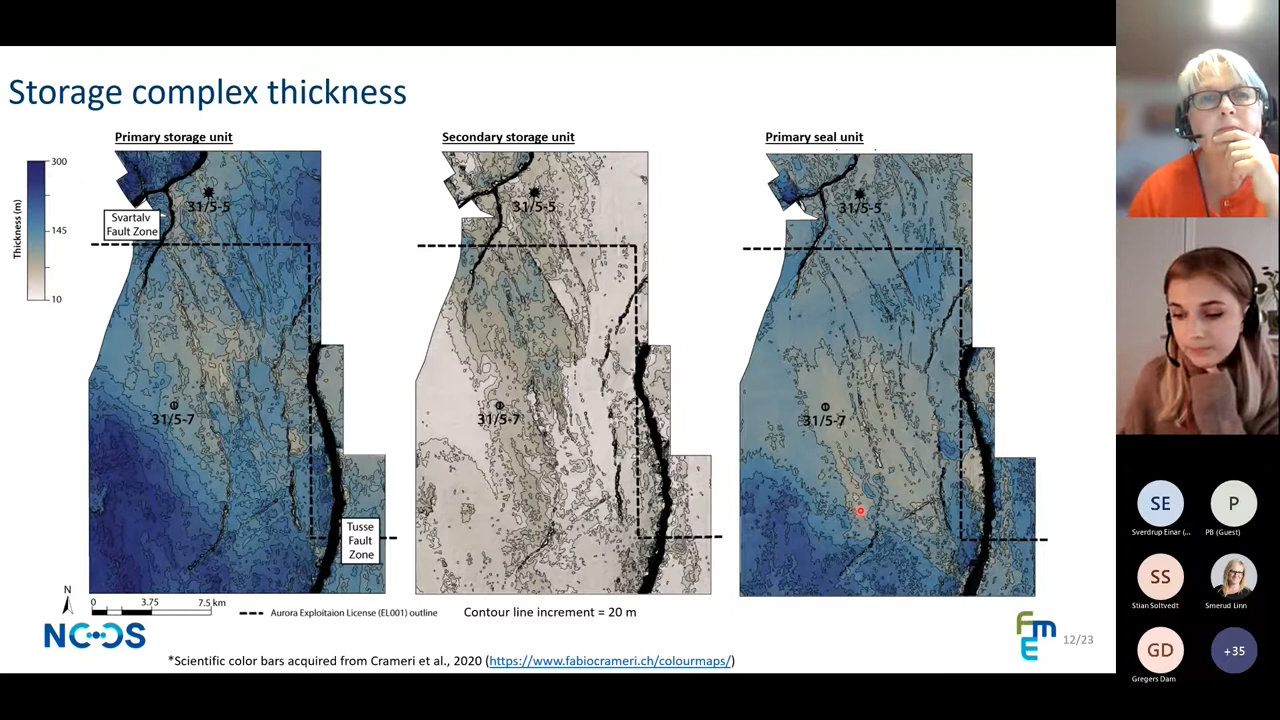 Storage complex thickness
Primary storage unit
Secondary storage unit
Primary seal unit
Thickness (m)
300
145
10
Svartalv
Fault Zone
31/5-5
31/5-7
Tusse
Fault
Zone
31/5-5
31/5-7
31/5-5
31/5-7
N
0 3.75 7.5 km
Aurora Exploitaion License (EL001) outline
Contour line increment = 20 m
NCCS
FME
12/23
*Scientific color bars acquired from Crameri et al., 2020 (https://www.fabiocrameri.ch/colourmaps/)
SE
Sverdrup Einar (...
P
PB (Guest)
SS
Stian Soltvedt
Smerud Linn
GD
Gregers Dam
+35